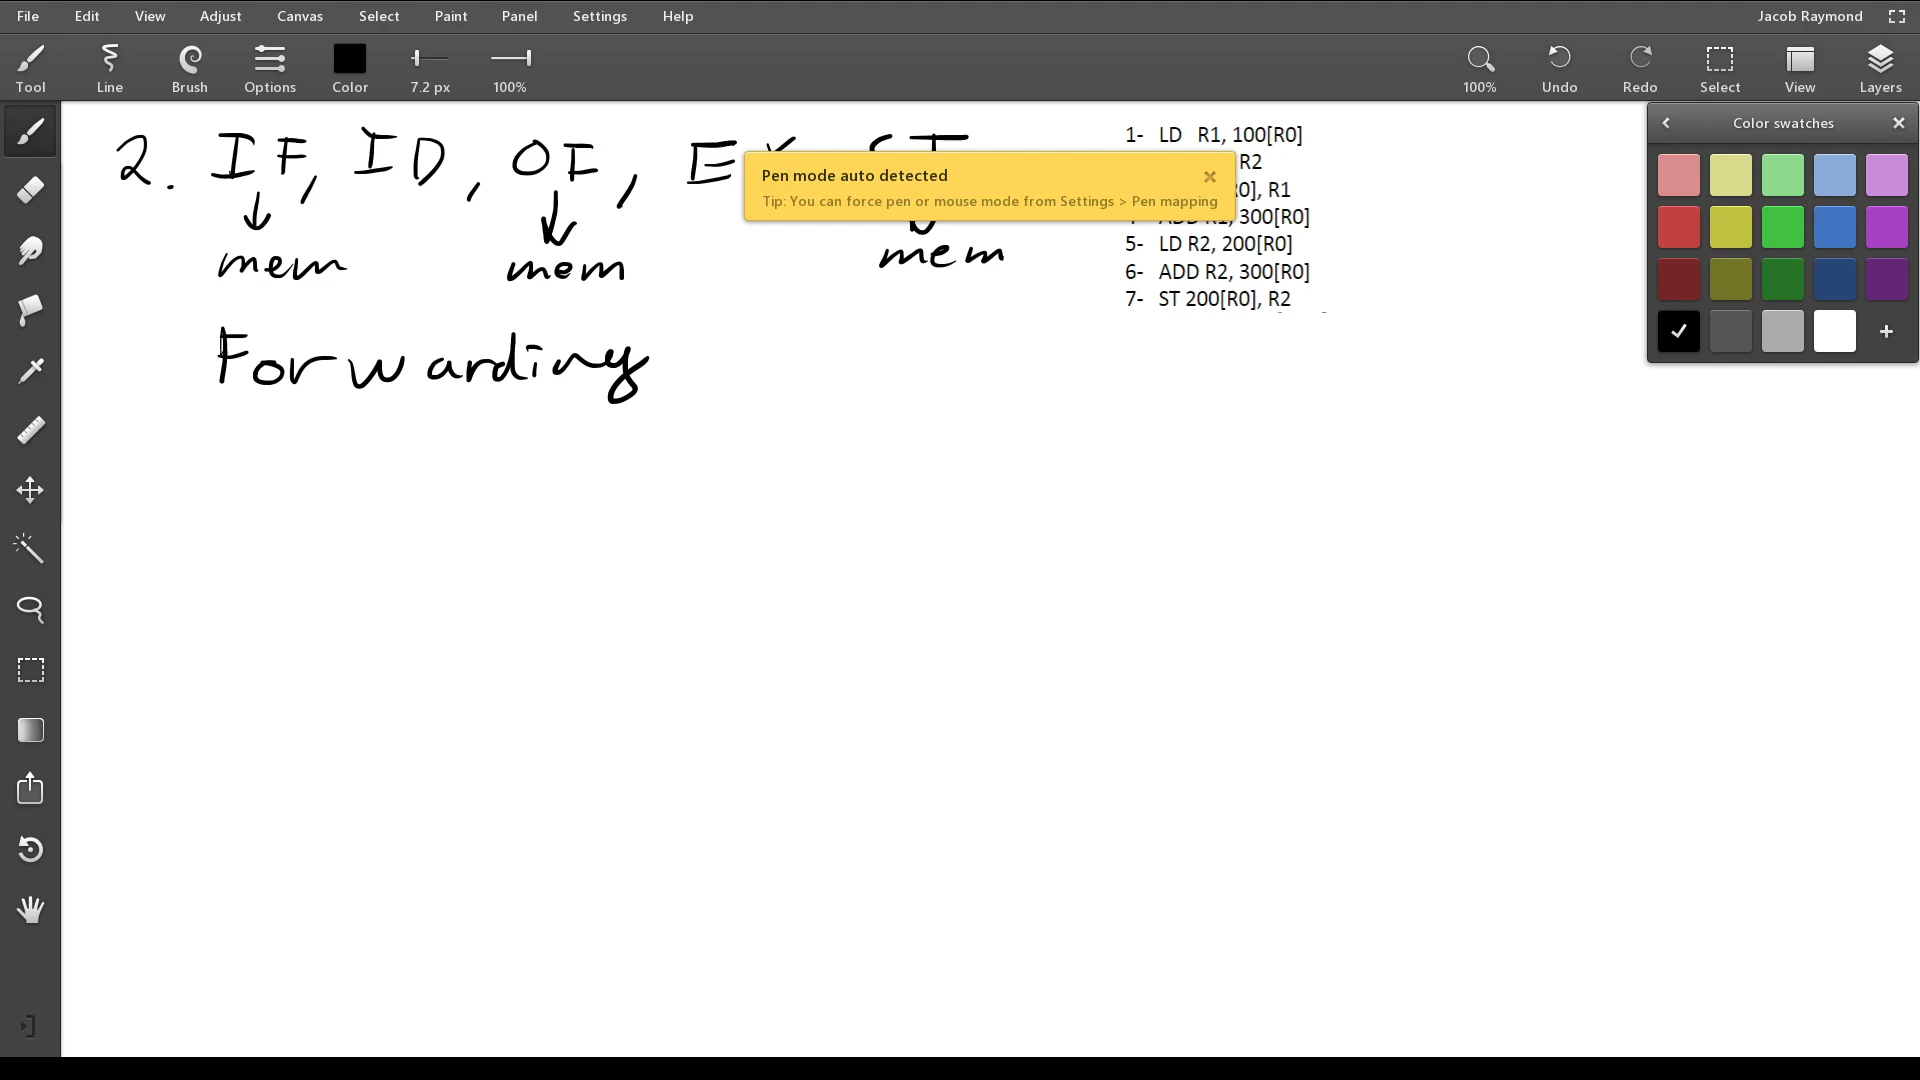 File Edit View Adjust Canvas Select Paint Panel Settings Help Jacob Raymond
Tool Line Brush Options Color 7.2 px 100% 100% Undo Redo Select View Layers
Color swatches
2. IF, ID, OF, EX ST
mem mem mem
Forwarding
Pen mode auto detected
Tip: You can force pen or mouse mode from Settings > Pen mapping
1- LD R1, 100[R0]
R2
R1
ADD R1, 300[R0]
5- LD R2, 200[R0]
6- ADD R2, 300[R0]
7- ST 200[R0], R2